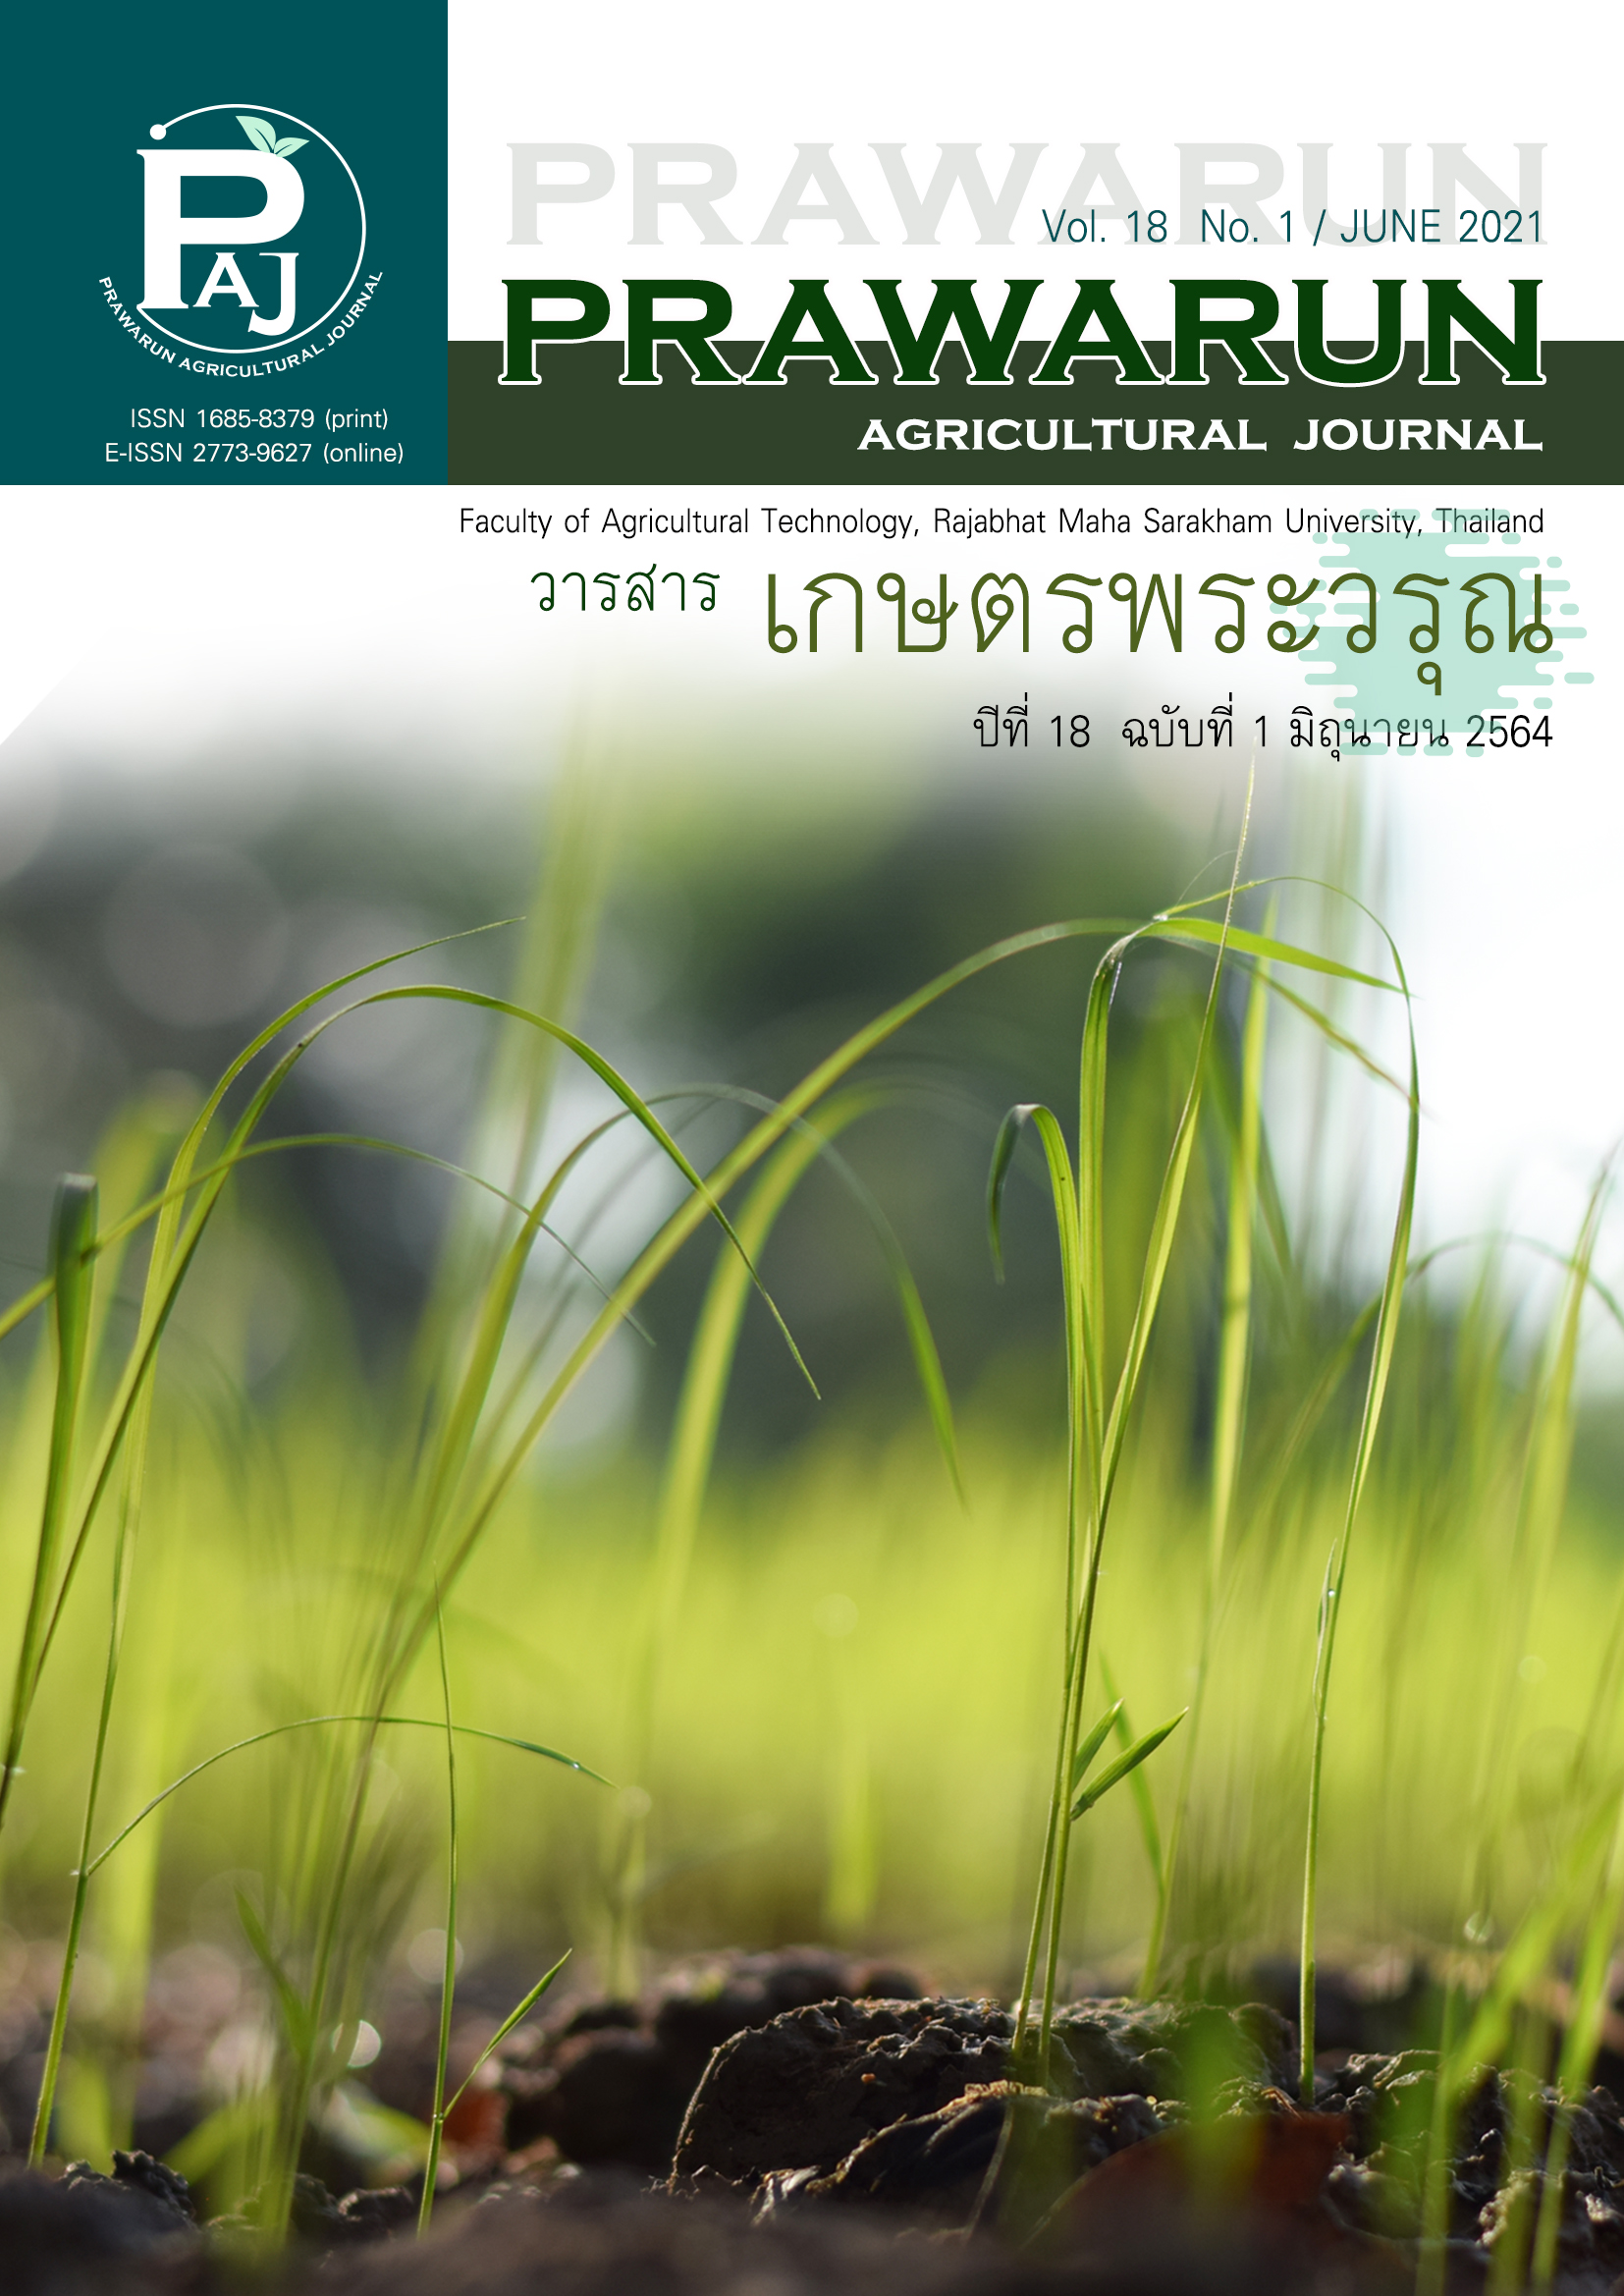 PRAWARUN
Vol. 18 No. 1 / JUNE 2021
PRAWARUN
AGRICULTURAL JOURNAL
PAJ
PRAWARUN AGRICULTURAL JOURNAL
ISSN 1685-8379 (print)
E-ISSN 2773-9627 (online)
Faculty of Agricultural Technology, Rajabhat Maha Sarakham University, Thailand
วารสาร เกษตรพระวรุณ
ปีที่ 18 ฉบับที่ 1 มิถุนายน 2564